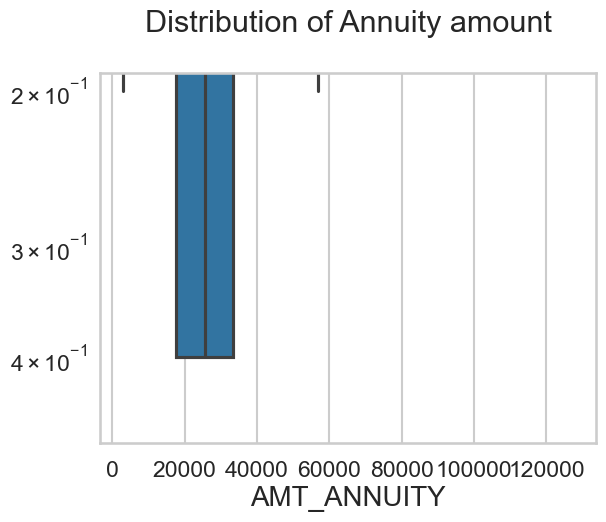 Distribution of Annuity amount
2 × 10⁻¹
3 × 10⁻¹
4 × 10⁻¹
0 20000 40000 60000 80000 100000 120000
AMT_ANNUITY